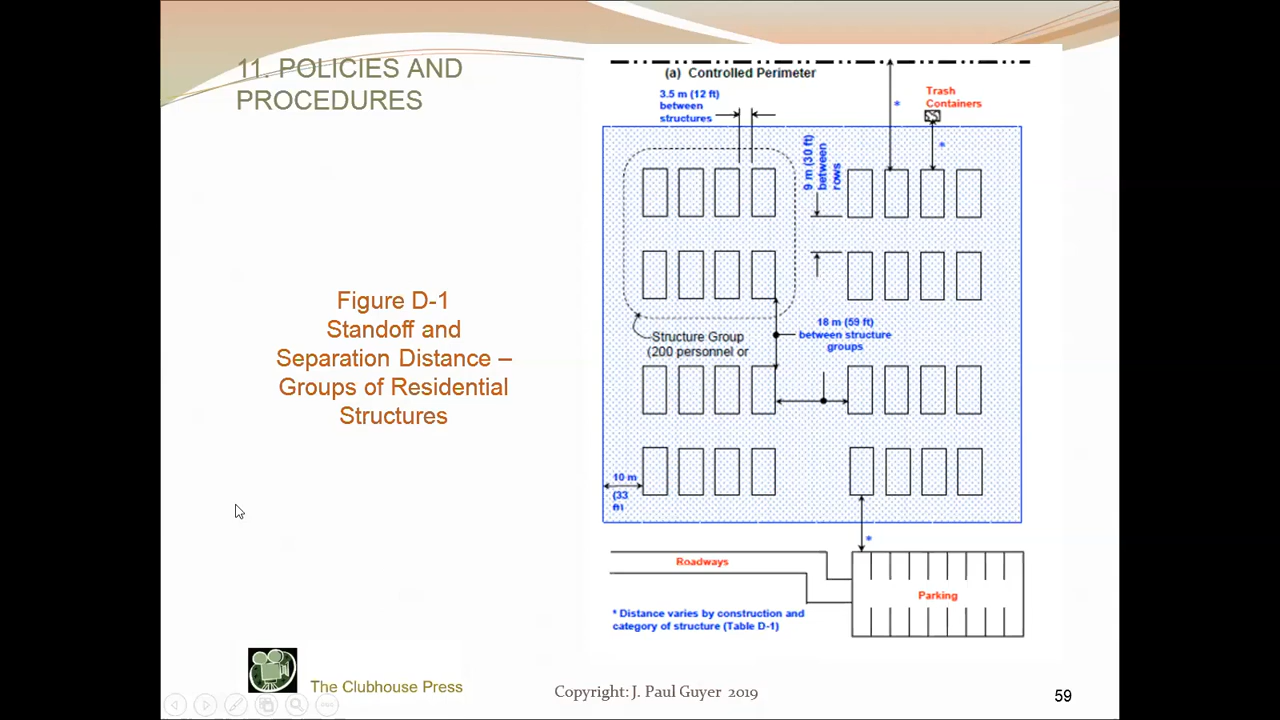 11. POLICIES AND
PROCEDURES
Figure D-1
Standoff and
Separation Distance –
Groups of Residential
Structures
(a) Controlled Perimeter
3.5 m (12 ft)
between
structures
*
Trash
Containers
*
9 m (30 ft)
between
rows
Structure Group
(200 personnel or
18 m (59 ft)
between structure
groups
10 m
(33
ft)
*
Roadways
Parking
* Distance varies by construction and
category of structure (Table D-1)
The Clubhouse Press
Copyright: J. Paul Guyer 2019
59